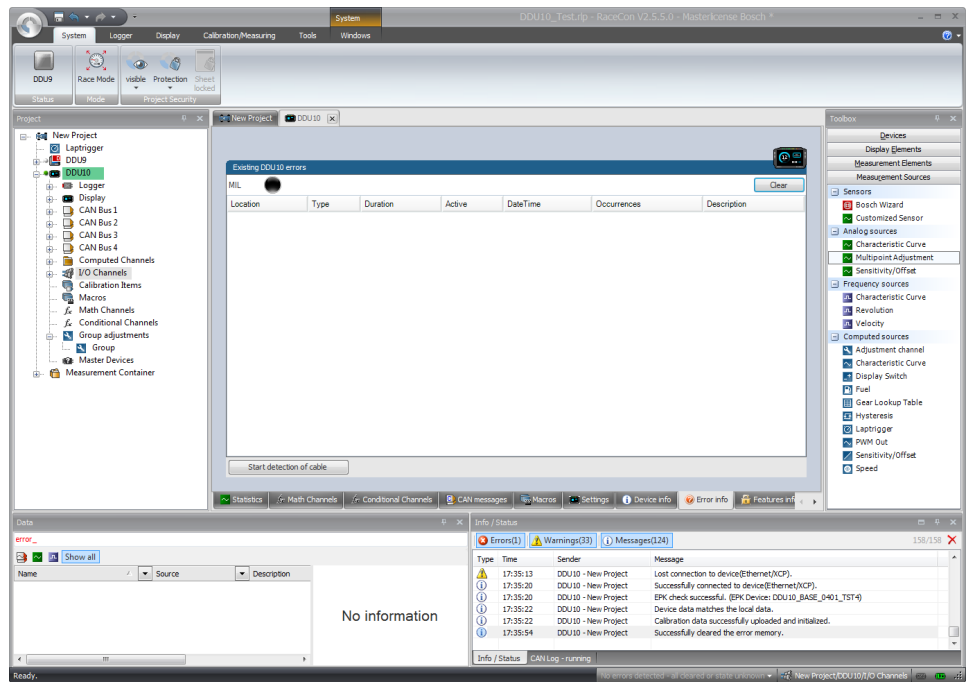 System
DDU10_Test.rlp - RaceCon V2.5.5.0 - Masterlicense Bosch *
System Logger Display Calibration/Measuring Tools Windows
DDU9 Race Mode visible Protection Sheet locked
Status Mode Project Security
Project
New Project
Laptrigger
DDU9
DDU10
Logger
Display
CAN Bus 1
CAN Bus 2
CAN Bus 3
CAN Bus 4
Computed Channels
I/O Channels
Calibration Items
Macros
Math Channels
Conditional Channels
Group adjustments
Group
Master Devices
Measurement Container
New Project DDU10
Existing DDU10 errors
MIL Clear
Location Type Duration Active DateTime Occurrences Description
Start detection of cable
Statistics Math Channels Conditional Channels CAN messages Macros Settings Device info Error info Features inf
Toolbox
Devices
Display Elements
Measurement Elements
Measurement Sources
Sensors
Bosch Wizard
Customized Sensor
Analog sources
Characteristic Curve
Multipoint Adjustment
Sensitivity/Offset
Frequency sources
Characteristic Curve
Revolution
Velocity
Computed sources
Adjustment channel
Characteristic Curve
Display Switch
Fuel
Gear Lookup Table
Hysteresis
Laptrigger
PWM Out
Sensitivity/Offset
Speed
Data
error_
Show all
Name Source Description
No information
Info / Status
Errors(1) Warnings(33) Messages(124) 158/158
Type Time Sender Message
17:35:13 DDU10 - New Project Lost connection to device(Ethernet/XCP).
17:35:20 DDU10 - New Project Successfully connected to device(Ethernet/XCP).
17:35:20 DDU10 - New Project EPK check successful. (EPK Device: DDU10_BASE_0401_TST4)
17:35:22 DDU10 - New Project Device data matches the local data.
17:35:22 DDU10 - New Project Calibration data successfully uploaded and initialized.
17:35:54 DDU10 - New Project Successfully cleared the error memory.
Info / Status CAN Log - running
Ready. No errors detected - all cleared or state unknown New Project/DDU10/I/O Channels